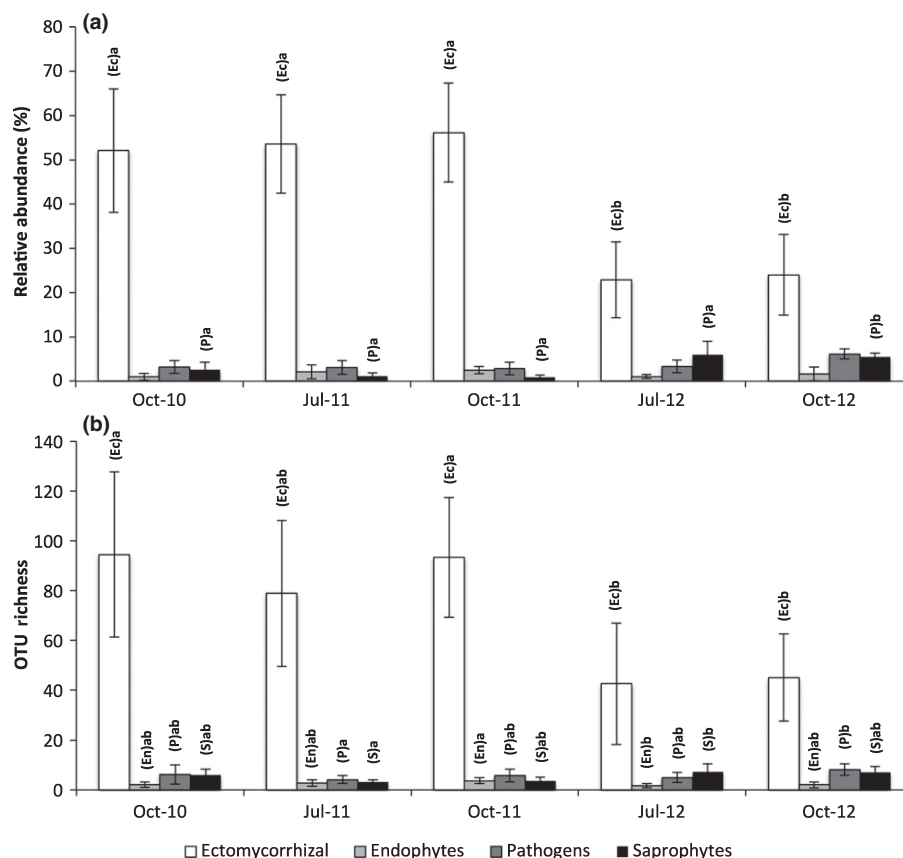 (a)
Relative abundance (%)
80
70
60
50
40
30
20
10
0
(Ec)a
(P)a
(Ec)a
(P)a
(Ec)a
(P)a
(Ec)b
(P)a
(Ec)b
(P)b
Oct-10 Jul-11 Oct-11 Jul-12 Oct-12
(b)
OTU richness
140
120
100
80
60
40
20
0
(Ec)a
(En)ab
(P)ab
(S)ab
(Ec)ab
(En)ab
(P)a
(S)a
(Ec)a
(En)a
(P)ab
(S)ab
(Ec)b
(En)b
(P)ab
(S)b
(Ec)b
(En)ab
(P)b
(S)ab
Oct-10 Jul-11 Oct-11 Jul-12 Oct-12
Ectomycorrhizal Endophytes Pathogens Saprophytes